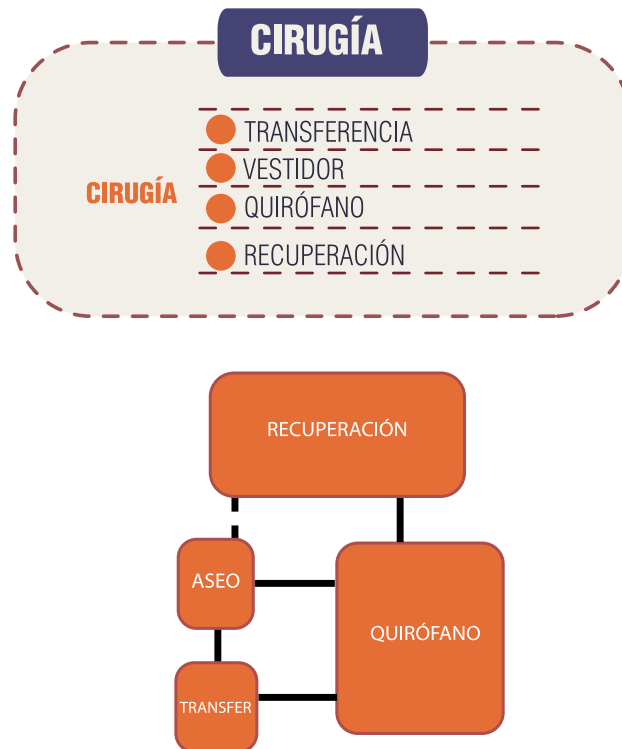 CIRUGÍA
CIRUGÍA
TRANSFERENCIA
VESTIDOR
QUIRÓFANO
RECUPERACIÓN
RECUPERACIÓN
ASEO
QUIRÓFANO
TRANSFER